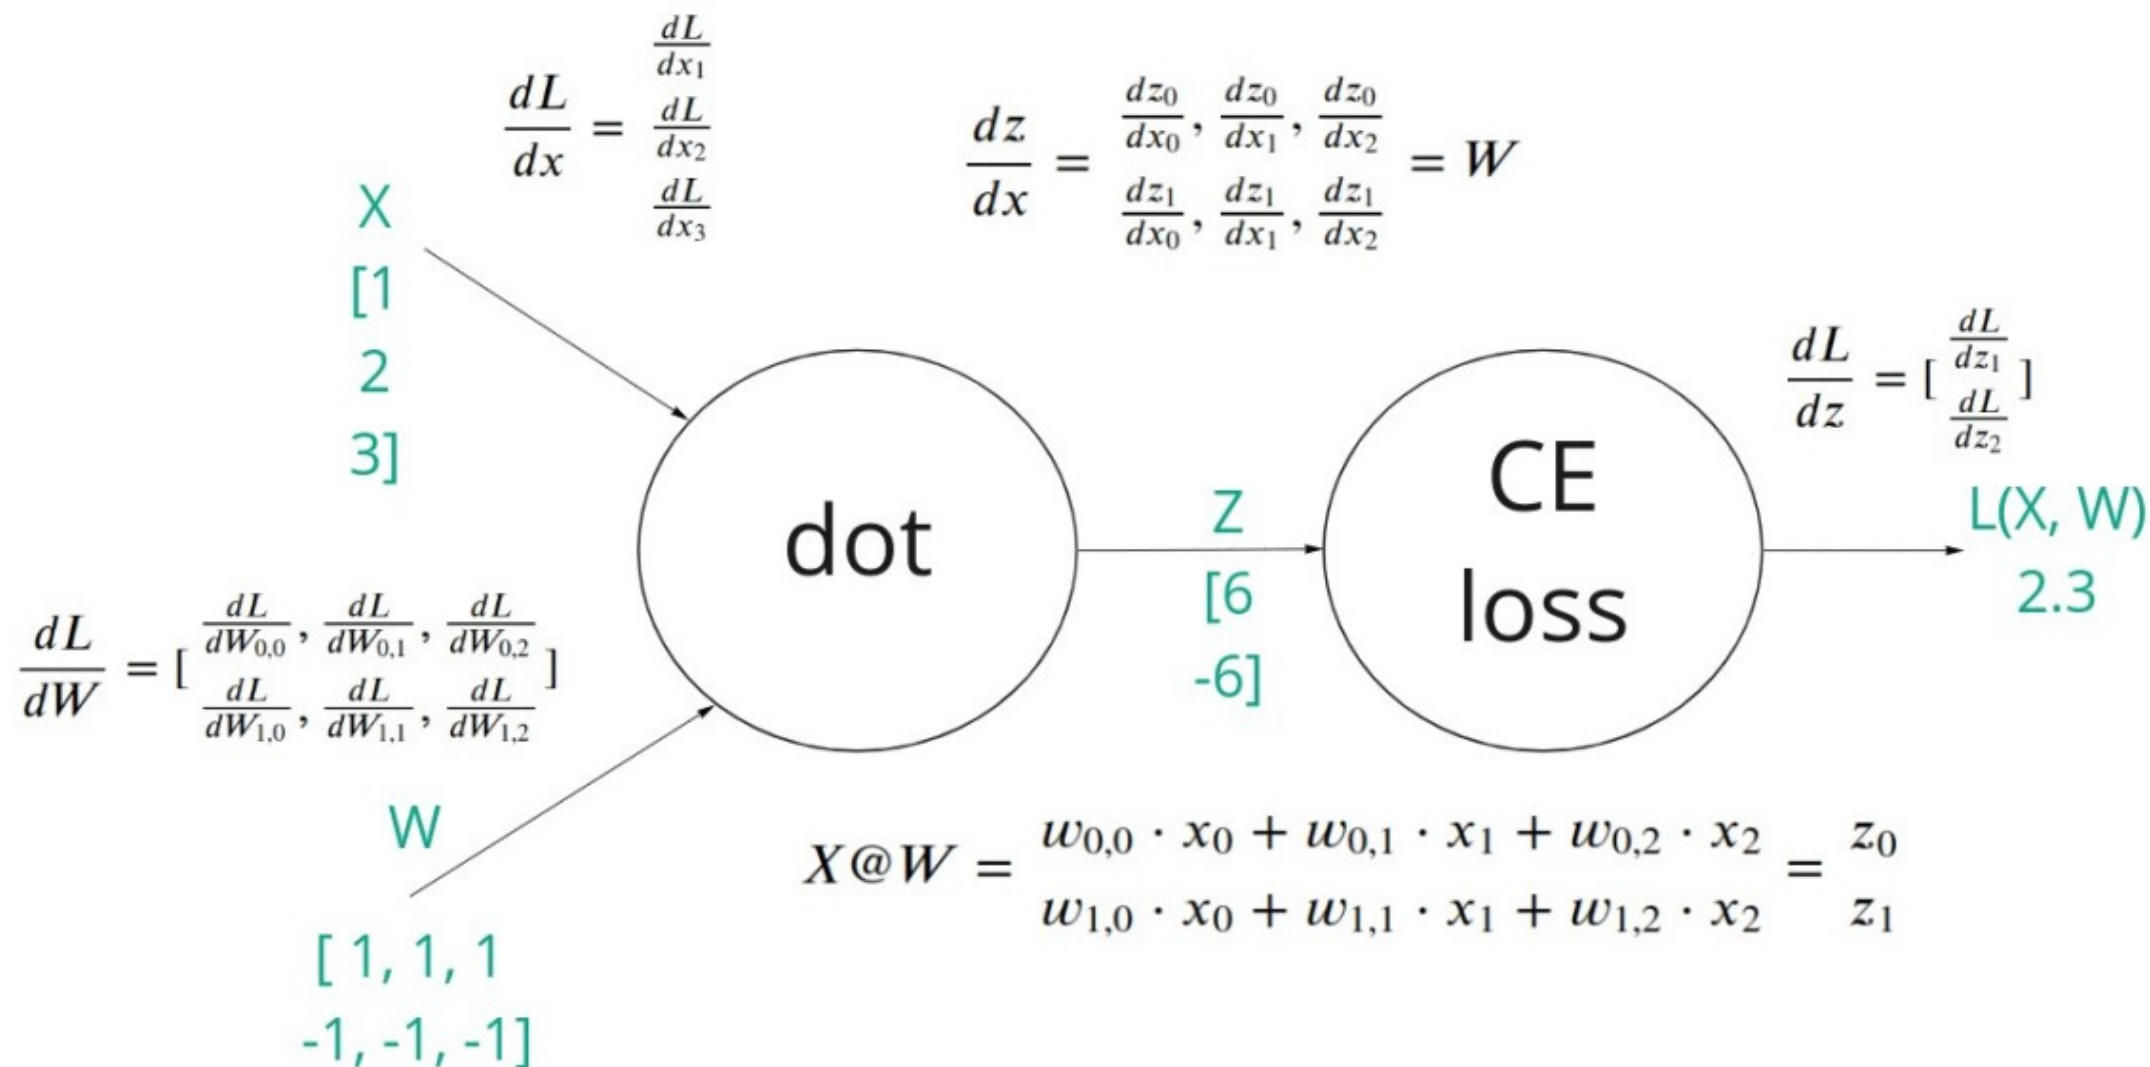 dL/dx = dL/dx₁
dL/dx₂
dL/dx₃
dz/dx = dz₀/dx₀, dz₀/dx₁, dz₀/dx₂
dz₁/dx₀, dz₁/dx₁, dz₁/dx₂ = W
X
[1
2
3]
dL/dz = [ dL/dz₁
dL/dz₂ ]
dot
Z
[6
-6]
CE
loss
L(X, W)
2.3
dL/dW = [ dL/dW₀,₀, dL/dW₀,₁, dL/dW₀,₂
dL/dW₁,₀, dL/dW₁,₁, dL/dW₁,₂ ]
W
[ 1, 1, 1
-1, -1, -1]
X@W = w₀,₀ · x₀ + w₀,₁ · x₁ + w₀,₂ · x₂ = z₀
w₁,₀ · x₀ + w₁,₁ · x₁ + w₁,₂ · x₂ z₁